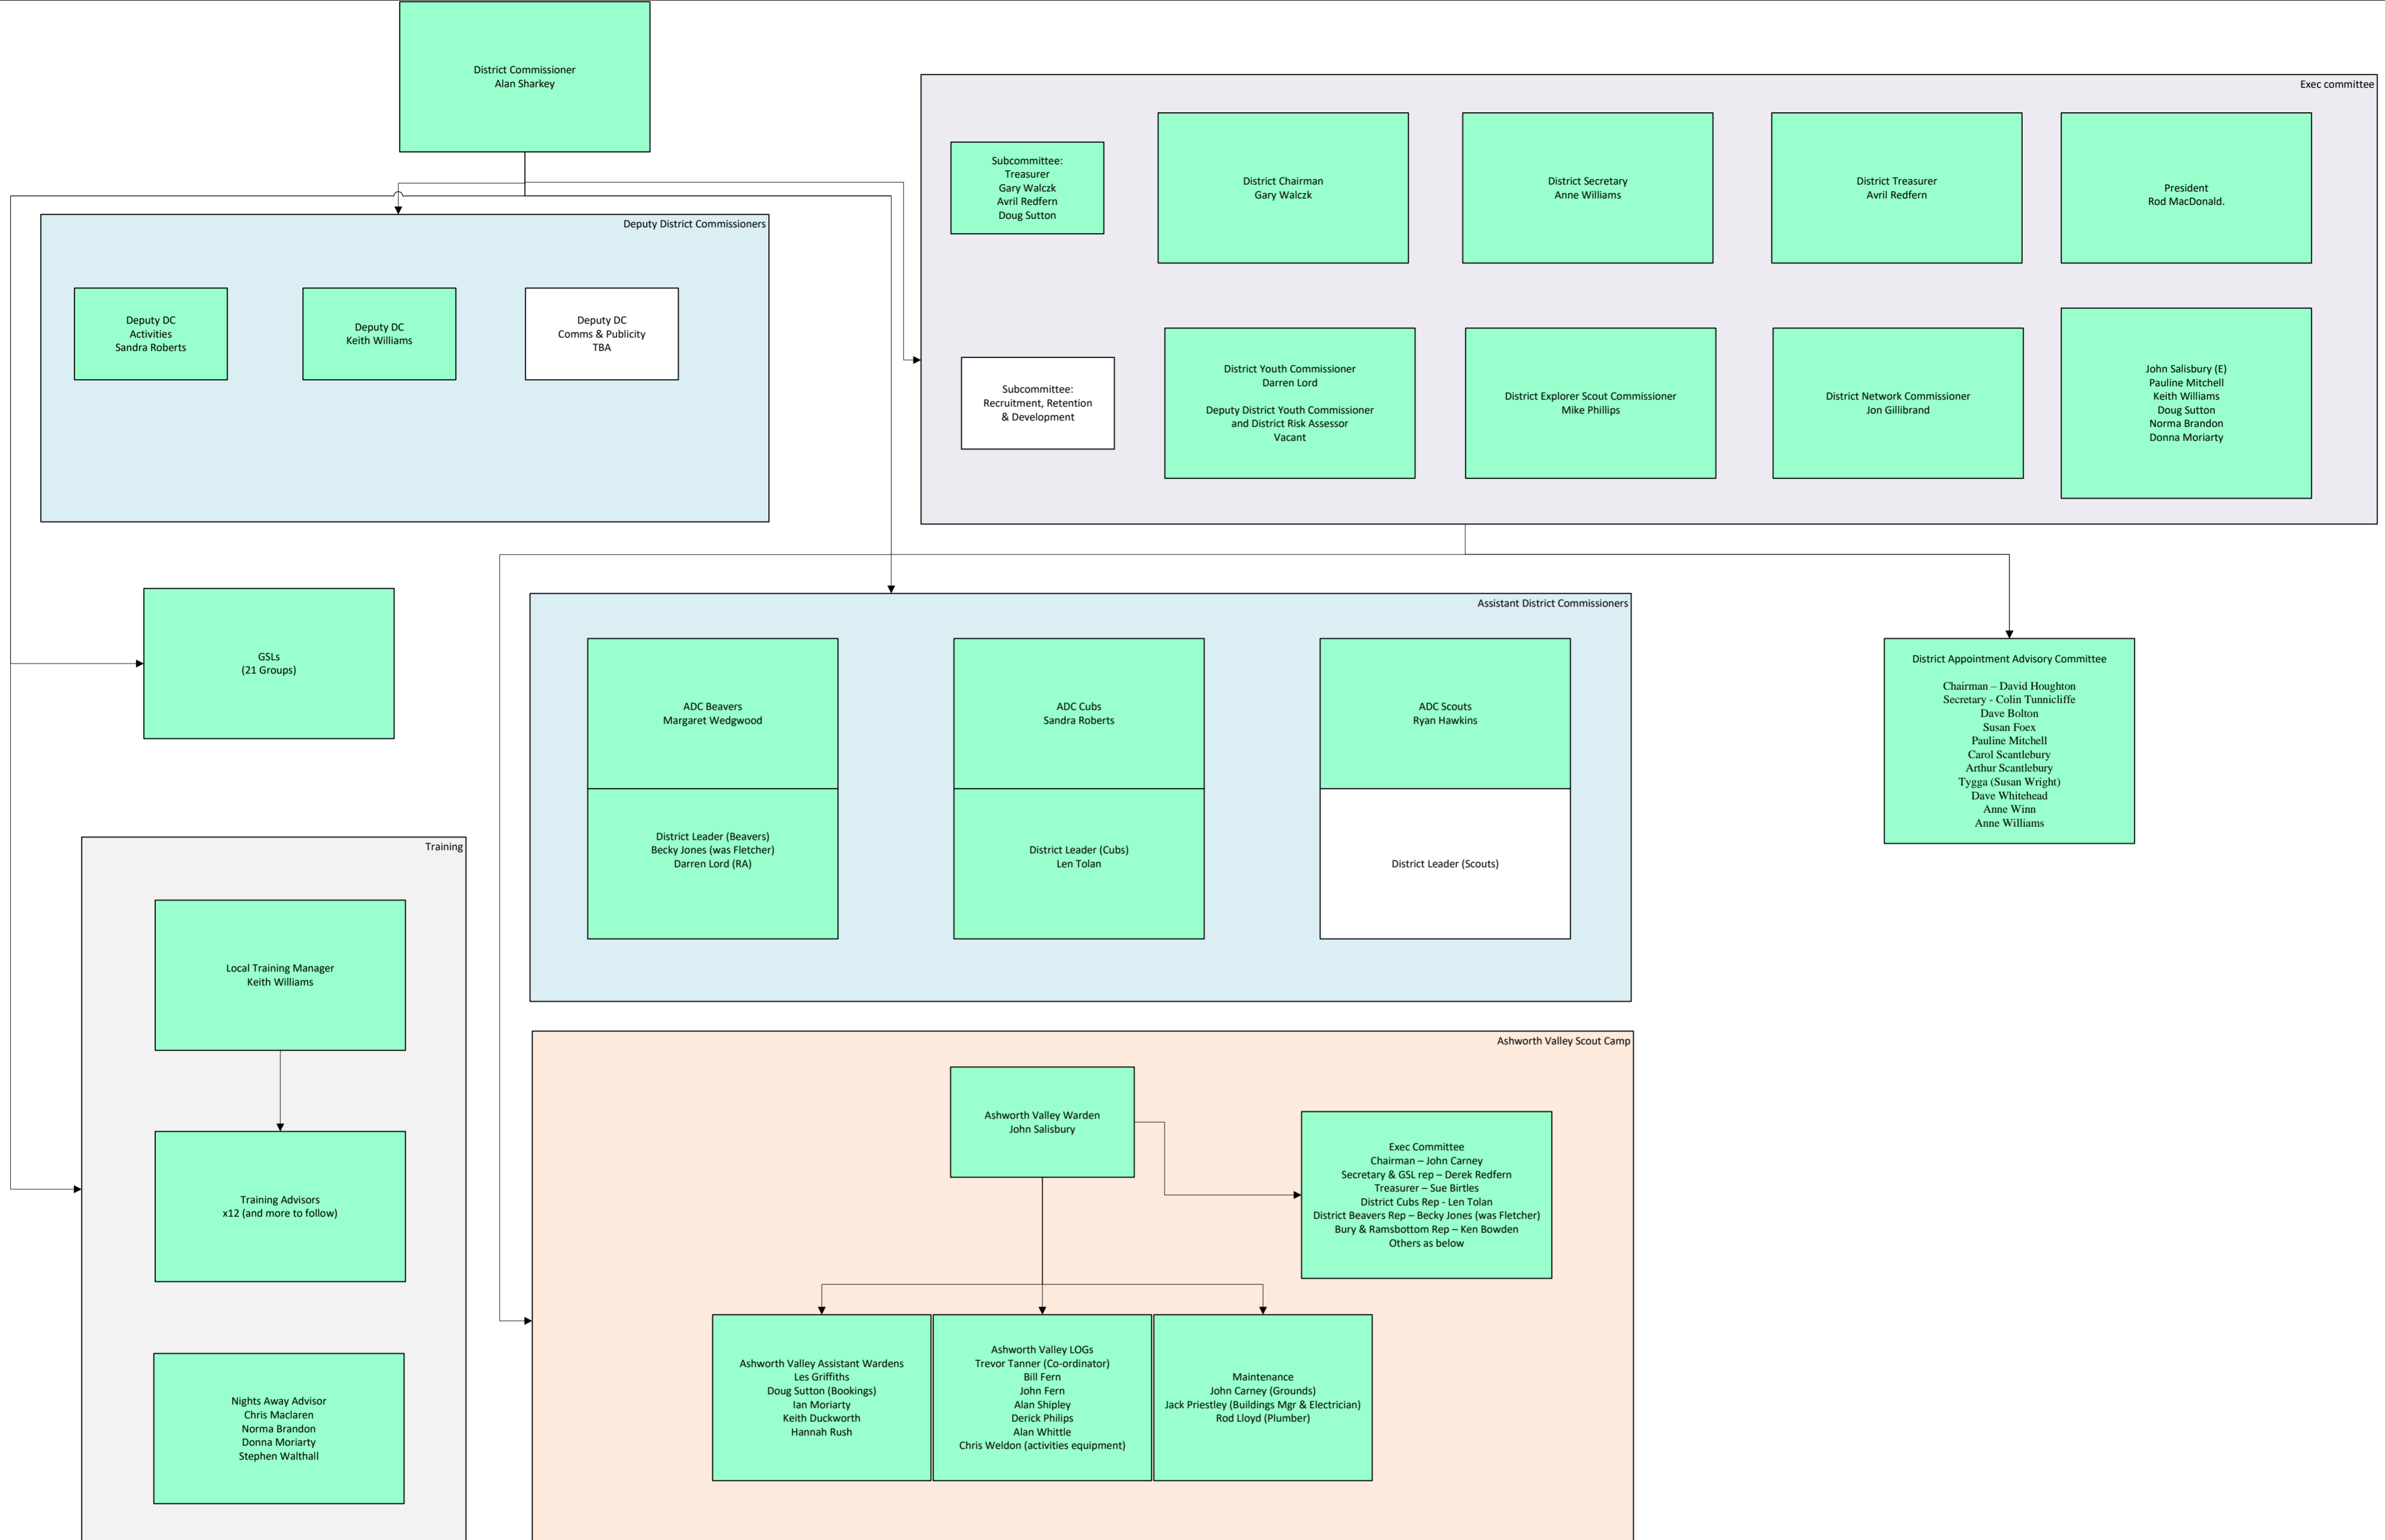 District Commissioner
Alan Sharkey
Exec committee
Subcommittee:
Treasurer
Gary Walczk
Avril Redfern
Doug Sutton
District Chairman
Gary Walczk
District Secretary
Anne Williams
District Treasurer
Avril Redfern
President
Rod MacDonald.
Subcommittee:
Recruitment, Retention
& Development
District Youth Commissioner
Darren Lord
Deputy District Youth Commissioner
and District Risk Assessor
Vacant
District Explorer Scout Commissioner
Mike Phillips
District Network Commissioner
Jon Gillibrand
John Salisbury (E)
Pauline Mitchell
Keith Williams
Doug Sutton
Norma Brandon
Donna Moriarty
Deputy District Commissioners
Deputy DC
Activities
Sandra Roberts
Deputy DC
Keith Williams
Deputy DC
Comms & Publicity
TBA
GSLs
(21 Groups)
Assistant District Commissioners
ADC Beavers
Margaret Wedgwood
ADC Cubs
Sandra Roberts
ADC Scouts
Ryan Hawkins
District Leader (Beavers)
Becky Jones (was Fletcher)
Darren Lord (RA)
District Leader (Cubs)
Len Tolan
District Leader (Scouts)
District Appointment Advisory Committee
Chairman – David Houghton
Secretary - Colin Tunnicliffe
Dave Bolton
Susan Foex
Pauline Mitchell
Carol Scantlebury
Arthur Scantlebury
Tygga (Susan Wright)
Dave Whitehead
Anne Winn
Anne Williams
Training
Local Training Manager
Keith Williams
Training Advisors
x12 (and more to follow)
Nights Away Advisor
Chris Maclaren
Norma Brandon
Donna Moriarty
Stephen Walthall
Ashworth Valley Scout Camp
Ashworth Valley Warden
John Salisbury
Exec Committee
Chairman – John Carney
Secretary & GSL rep – Derek Redfern
Treasurer – Sue Birtles
District Cubs Rep - Len Tolan
District Beavers Rep – Becky Jones (was Fletcher)
Bury & Ramsbottom Rep – Ken Bowden
Others as below
Ashworth Valley Assistant Wardens
Les Griffiths
Doug Sutton (Bookings)
Ian Moriarty
Keith Duckworth
Hannah Rush
Ashworth Valley LOGs
Trevor Tanner (Co-ordinator)
Bill Fern
John Fern
Alan Shipley
Derick Philips
Alan Whittle
Chris Weldon (activities equipment)
Maintenance
John Carney (Grounds)
Jack Priestley (Buildings Mgr & Electrician)
Rod Lloyd (Plumber)